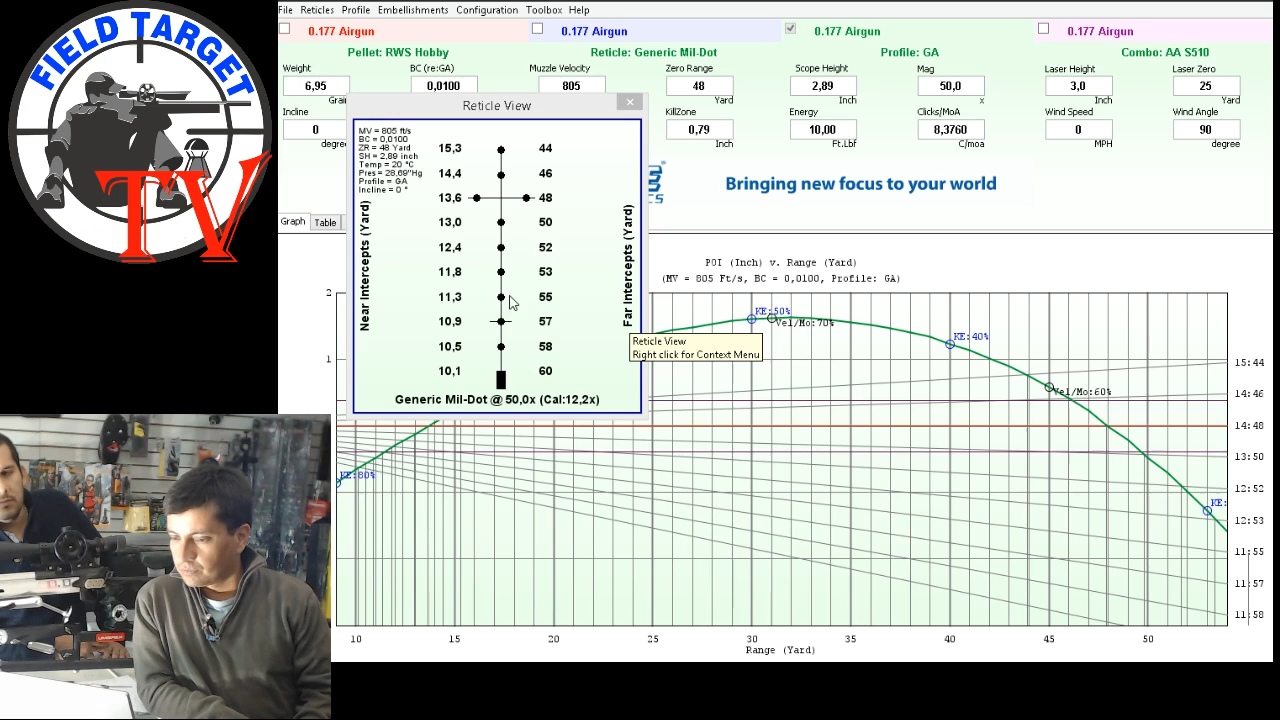 FIELD TARGET
TV
File Reticles Profile Embellishments Configuration Toolbox Help
0.177 Airgun 0.177 Airgun 0.177 Airgun 0.177 Airgun
Pellet: RWS Hobby Reticle: Generic Mil-Dot Profile: GA Combo: AA S510
Weight BC (re:GA) Muzzle Velocity Zero Range Scope Height Mag Laser Height Laser Zero
6,95 0,0100 805 48 2,89 50,0 3,0 25
Grain Yard Inch x Inch Yard
Incline KillZone Energy Clicks/MoA Wind Speed Wind Angle
0 0,79 10,00 8,3760 0 90
degree Inch Ft.Lbf C/moa MPH degree
Bringing new focus to your world
Graph Table
Reticle View
MV = 805 ft/s
BC = 0,0100
ZR = 48 Yard
SH = 2,89 inch
Temp = 20 °C
Pres = 28,69"Hg
Profile = GA
Incline = 0 °
Near Intercepts (Yard)
Far Intercepts (Yard)
15,3 44
14,4 46
13,6 48
13,0 50
12,4 52
11,8 53
11,3 55
10,9 57
10,5 58
10,1 60
Generic Mil-Dot @ 50,0x (Cal:12,2x)
Reticle View
Right click for Context Menu
POI (Inch) v. Range (Yard)
(MV = 805 Ft/s, BC = 0,0100, Profile: GA)
2
1
KE:80%
KE:50%
Vel/Mo:70%
KE:40%
Vel/Mo:60%
KE:
15:44
14:46
14:48
13:50
12:52
12:53
11:55
11:57
11:58
10 15 20 25 30 35 40 45 50
Range (Yard)